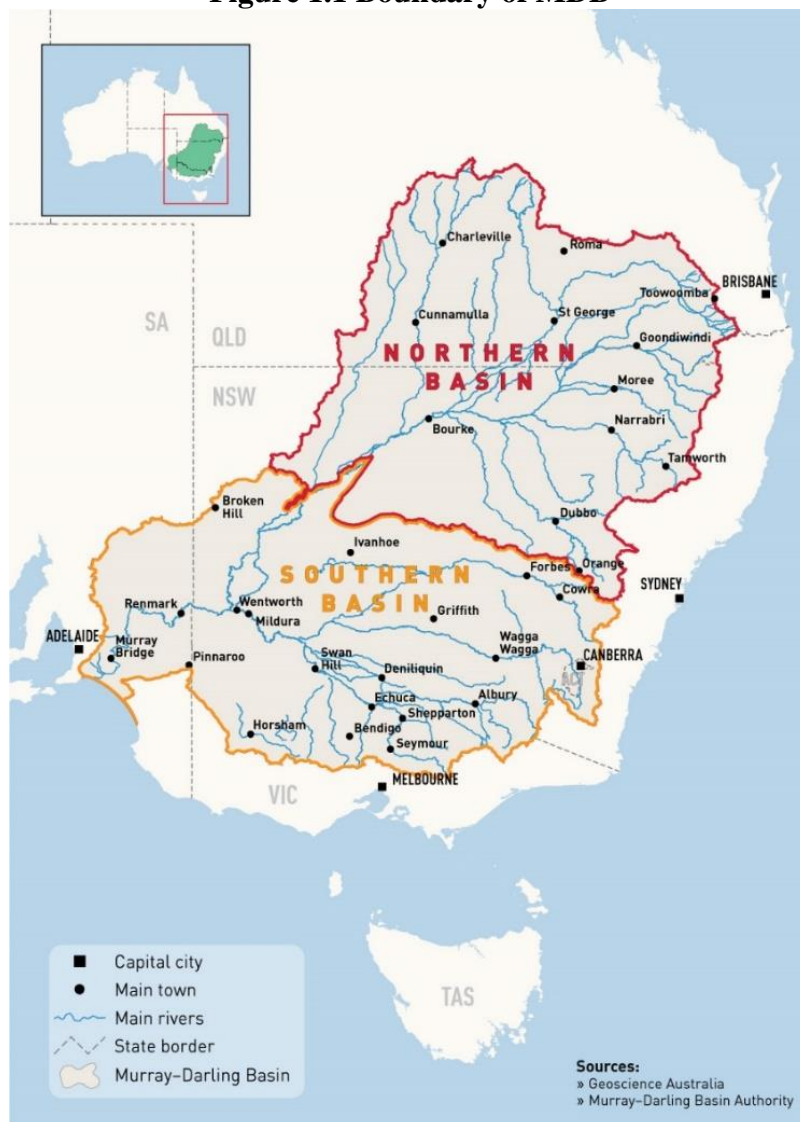 Figure 1.1 Boundary of MDB
Charleville
Roma
BRISBANE
Toowoomba
SA
QLD
Cunnamulla
St George
Goondiwindi
NORTHERN
BASIN
NSW
Moree
Bourke
Narrabri
Tamworth
Broken
Hill
Dubbo
Ivanhoe
Orange
Forbes
SOUTHERN
BASIN
Cowra
SYDNEY
Renmark
Wentworth
Mildura
Griffith
ADELAIDE
Murray
Bridge
Pinnaroo
Swan
Hill
Wagga
Wagga
CANBERRA
ACT
Deniliquin
Echuca
Albury
Shepparton
Horsham
Bendigo
Seymour
MELBOURNE
VIC
TAS
Capital city
Main town
Main rivers
State border
Murray–Darling Basin
Sources:
» Geoscience Australia
» Murray–Darling Basin Authority